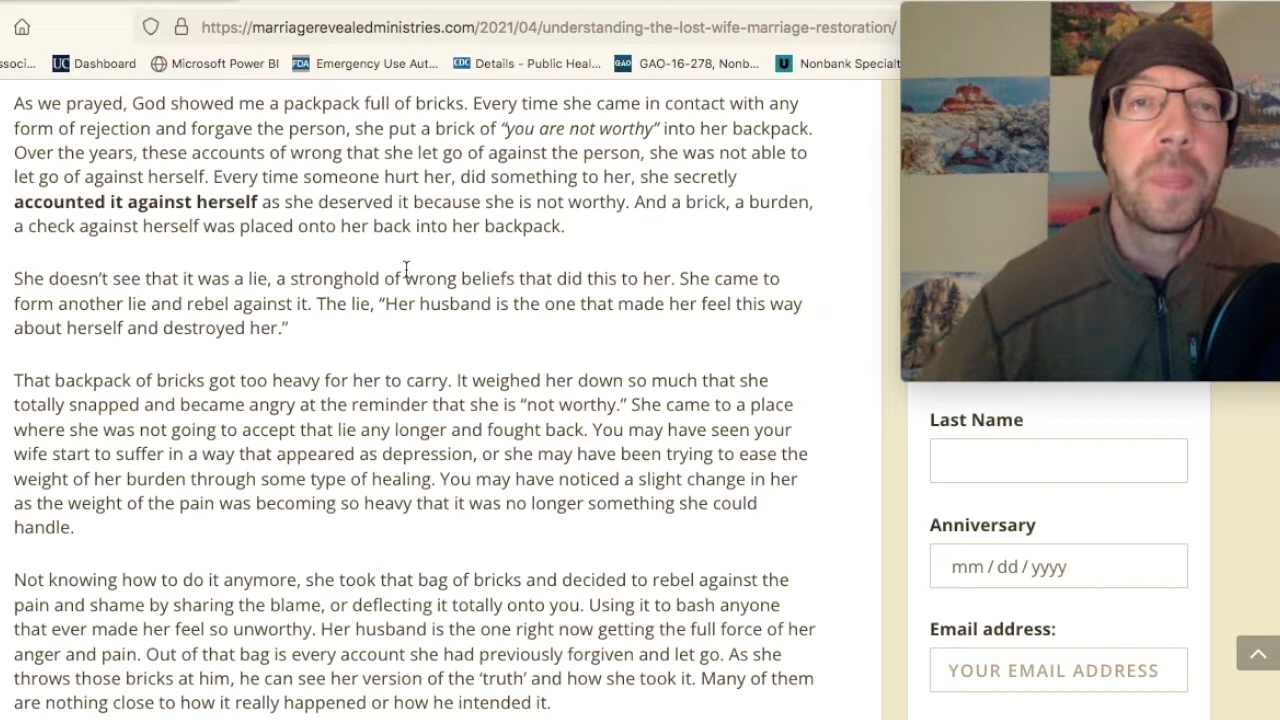 https://marriagerevealedministries.com/2021/04/understanding-the-lost-wife-marriage-restoration/
ssoci... UC Dashboard Microsoft Power BI FDA Emergency Use Aut... CDC Details - Public Heal... GAO GAO-16-278, Nonb... U Nonbank Specialt
As we prayed, God showed me a packpack full of bricks. Every time she came in contact with any
form of rejection and forgave the person, she put a brick of “you are not worthy” into her backpack.
Over the years, these accounts of wrong that she let go of against the person, she was not able to
let go of against herself. Every time someone hurt her, did something to her, she secretly
accounted it against herself as she deserved it because she is not worthy. And a brick, a burden,
a check against herself was placed onto her back into her backpack.
She doesn’t see that it was a lie, a stronghold of wrong beliefs that did this to her. She came to
form another lie and rebel against it. The lie, “Her husband is the one that made her feel this way
about herself and destroyed her.”
That backpack of bricks got too heavy for her to carry. It weighed her down so much that she
totally snapped and became angry at the reminder that she is “not worthy.” She came to a place
where she was not going to accept that lie any longer and fought back. You may have seen your
wife start to suffer in a way that appeared as depression, or she may have been trying to ease the
weight of her burden through some type of healing. You may have noticed a slight change in her
as the weight of the pain was becoming so heavy that it was no longer something she could
handle.
Not knowing how to do it anymore, she took that bag of bricks and decided to rebel against the
pain and shame by sharing the blame, or deflecting it totally onto you. Using it to bash anyone
that ever made her feel so unworthy. Her husband is the one right now getting the full force of her
anger and pain. Out of that bag is every account she had previously forgiven and let go. As she
throws those bricks at him, he can see her version of the ‘truth’ and how she took it. Many of them
are nothing close to how it really happened or how he intended it.
Last Name
Anniversary
mm / dd / yyyy
Email address:
YOUR EMAIL ADDRESS